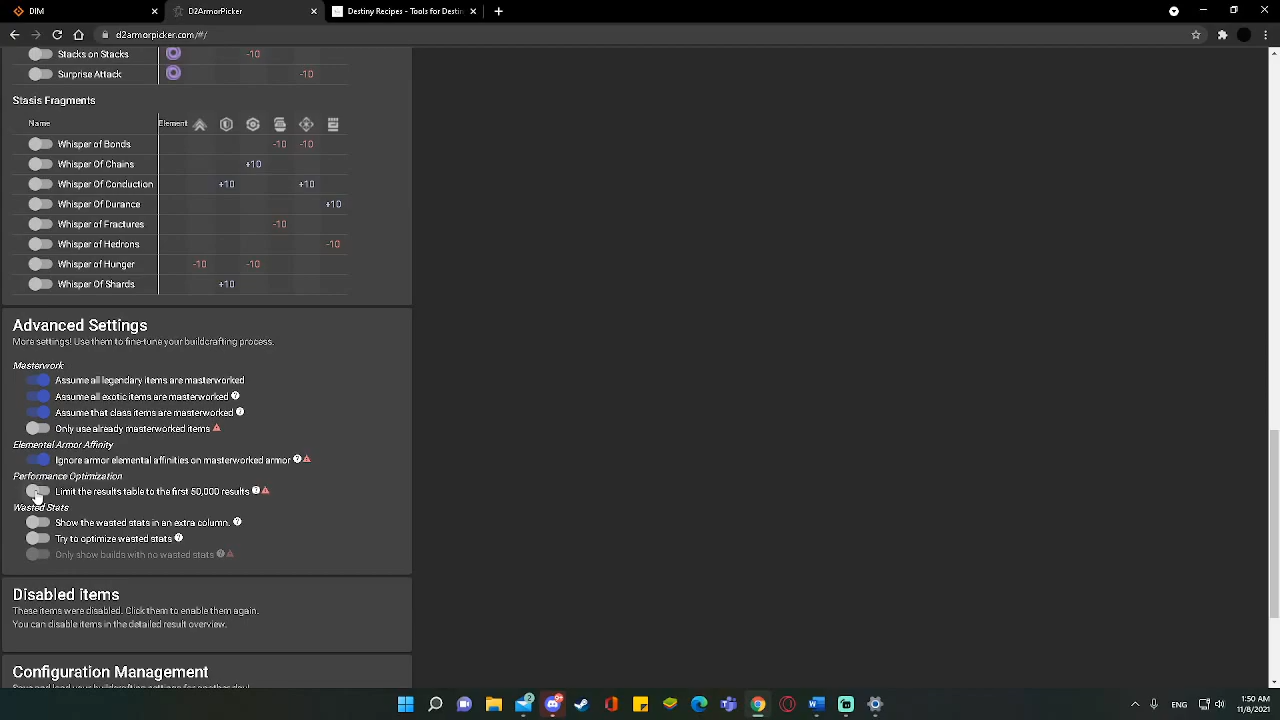 DIM
D2ArmorPicker
Destiny Recipes - Tools for Destin
d2armorpicker.com/#/
Stacks on Stacks -10
Surprise Attack -10
Stasis Fragments
Name Element
Whisper of Bonds -10 -10
Whisper Of Chains +10
Whisper Of Conduction +10 +10
Whisper Of Durance +10
Whisper of Fractures -10
Whisper of Hedrons -10
Whisper of Hunger -10 -10
Whisper Of Shards +10
Advanced Settings
More settings! Use them to fine-tune your buildcrafting process.
Masterwork
Assume all legendary items are masterworked
Assume all exotic items are masterworked
Assume that class items are masterworked
Only use already masterworked items
Elemental Armor Affinity
Ignore armor elemental affinities on masterworked armor
Performance Optimization
Limit the results table to the first 50,000 results
Wasted Stats
Show the wasted stats in an extra column.
Try to optimize wasted stats
Only show builds with no wasted stats
Disabled items
These items were disabled. Click them to enable them again.
You can disable items in the detailed result overview.
Configuration Management
ENG
1:50 AM
11/8/2021